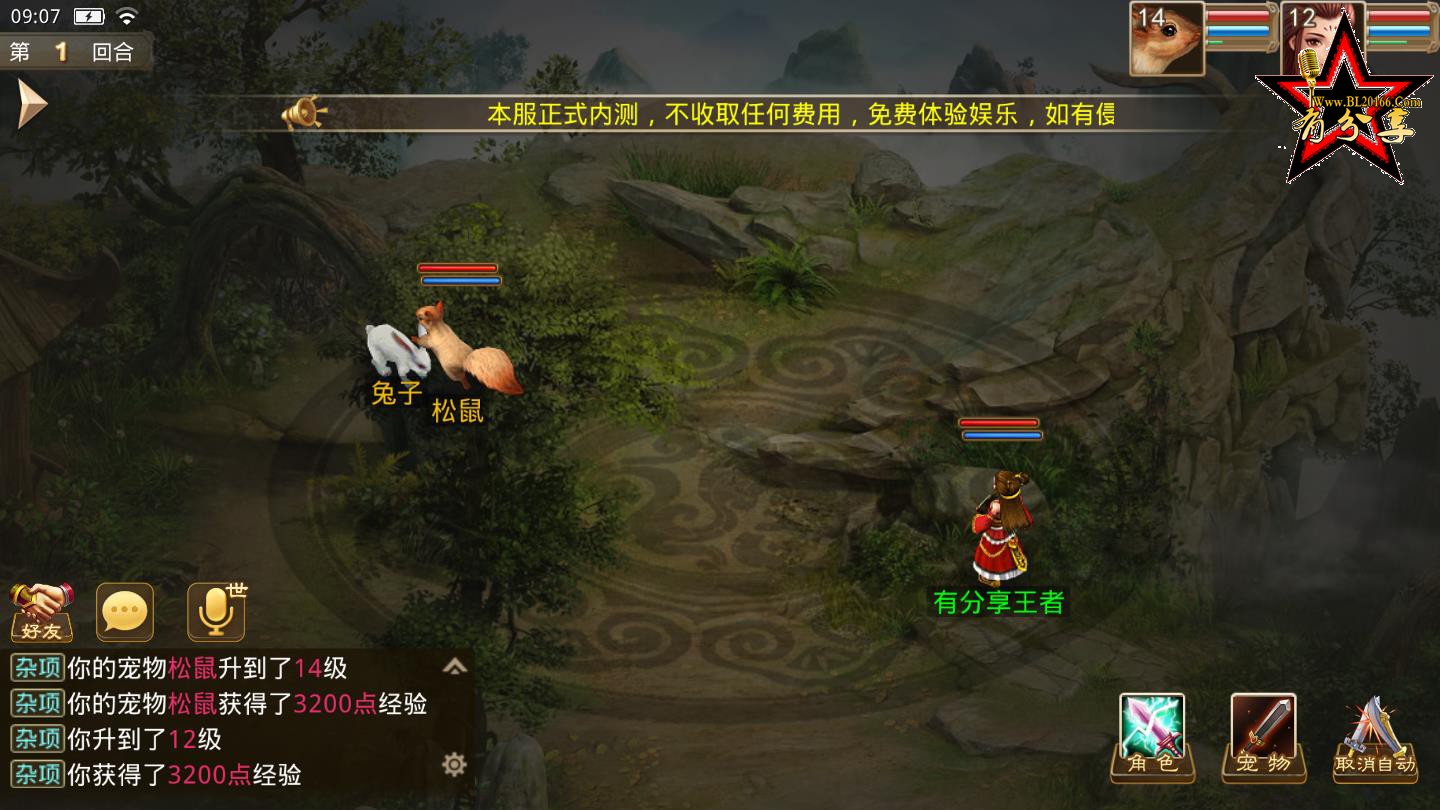 09:07
第 1 回合
14
12
本服正式内测，不收取任何费用，免费体验娱乐，如有侵
Www.BL20166.Com
有分享
兔子
松鼠
有分享王者
世
好友
杂项 你的宠物松鼠升到了14级
杂项 你的宠物松鼠获得了3200点经验
杂项 你升到了12级
杂项 你获得了3200点经验
角色
宠物
取消自动